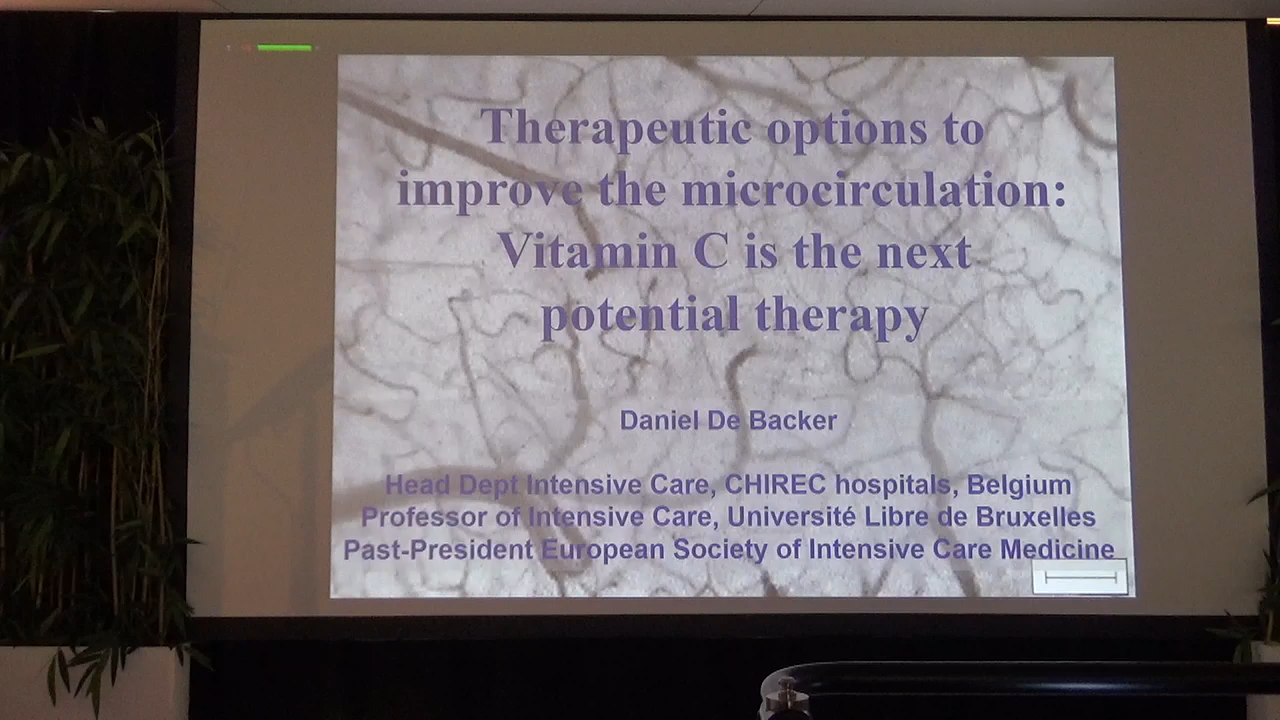 Therapeutic options to
improve the microcirculation:
Vitamin C is the next
potential therapy
Daniel De Backer
Head Dept Intensive Care, CHIREC hospitals, Belgium
Professor of Intensive Care, Université Libre de Bruxelles
Past-President European Society of Intensive Care Medicine